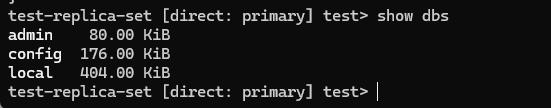 test-replica-set [direct: primary] test> show dbs
admin    80.00 KiB
config  176.00 KiB
local   404.00 KiB
test-replica-set [direct: primary] test>